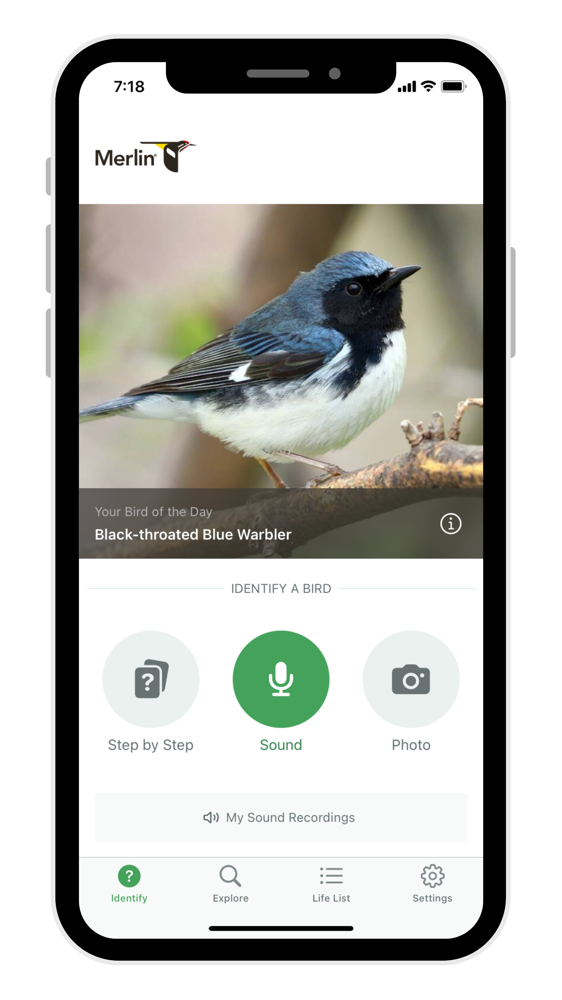 7:18
Merlin®
Your Bird of the Day
Black-throated Blue Warbler
IDENTIFY A BIRD
Step by Step
Sound
Photo
My Sound Recordings
Identify
Explore
Life List
Settings